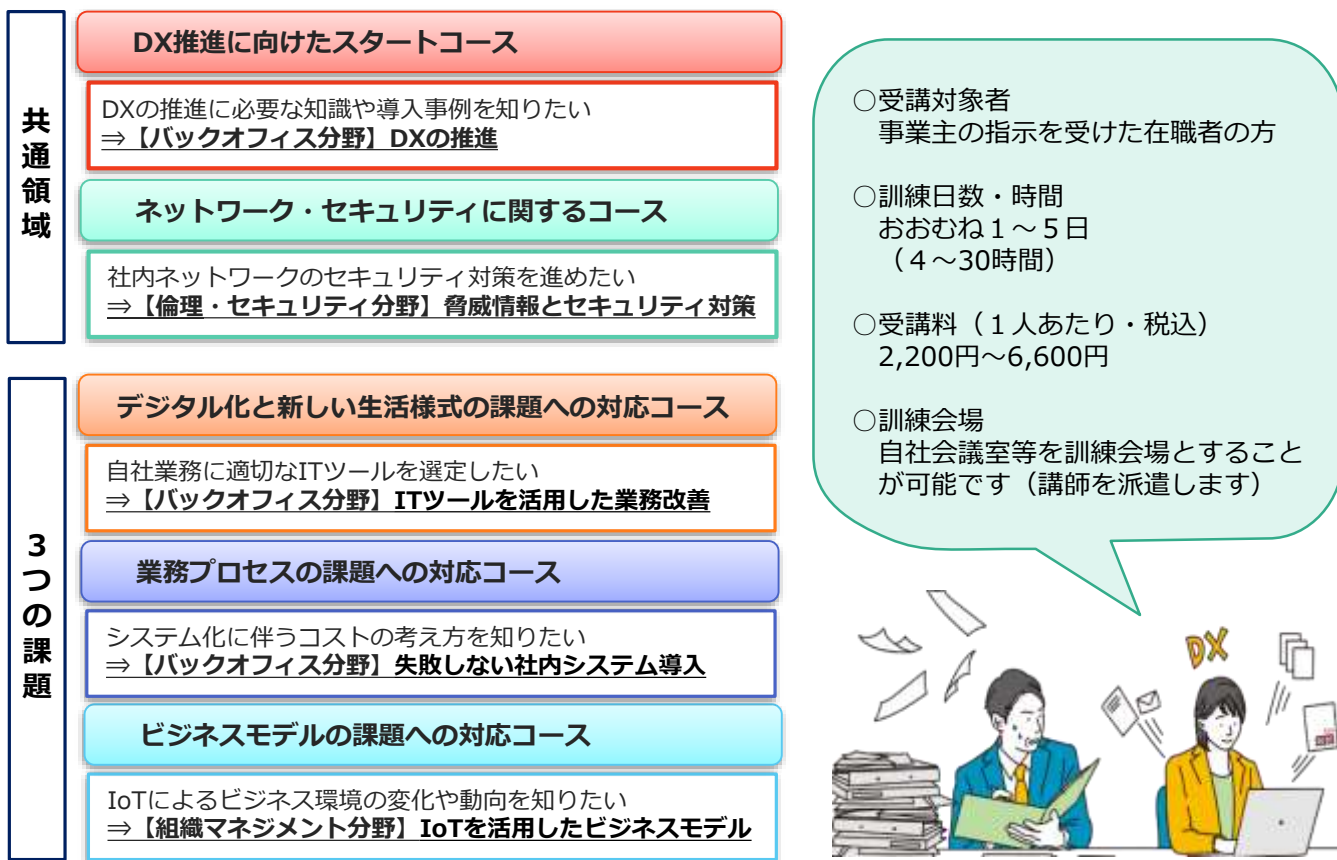 共通領域
DX推進に向けたスタートコース
DXの推進に必要な知識や導入事例を知りたい
⇒【バックオフィス分野】DXの推進
ネットワーク・セキュリティに関するコース
社内ネットワークのセキュリティ対策を進めたい
⇒【倫理・セキュリティ分野】脅威情報とセキュリティ対策
3つの課題
デジタル化と新しい生活様式の課題への対応コース
自社業務に適切なITツールを選定したい
⇒【バックオフィス分野】ITツールを活用した業務改善
業務プロセスの課題への対応コース
システム化に伴うコストの考え方を知りたい
⇒【バックオフィス分野】失敗しない社内システム導入
ビジネスモデルの課題への対応コース
IoTによるビジネス環境の変化や動向を知りたい
⇒【組織マネジメント分野】IoTを活用したビジネスモデル
○受講対象者
事業主の指示を受けた在職者の方
○訓練日数・時間
おおむね１～５日
（４～30時間）
○受講料（１人あたり・税込）
2,200円～6,600円
○訓練会場
自社会議室等を訓練会場とすること
が可能です（講師を派遣します）
DX